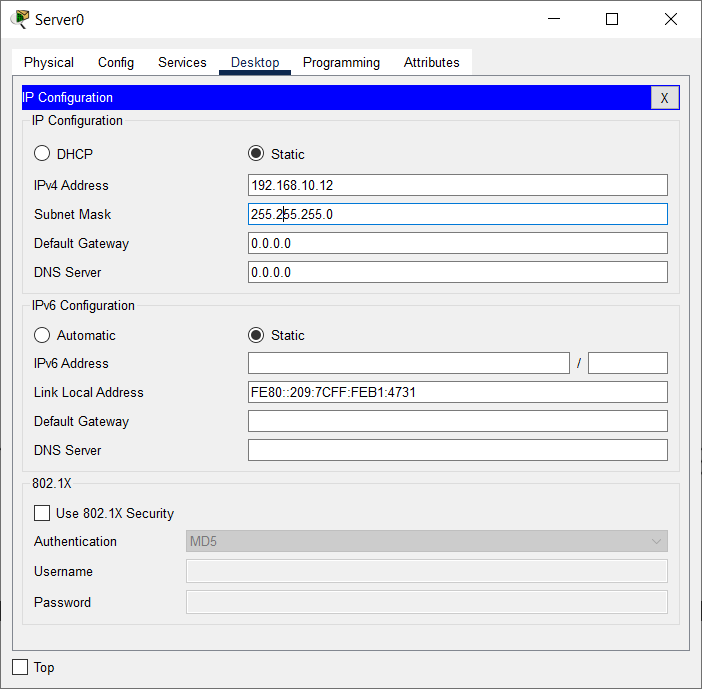 Server0
Physical Config Services Desktop Programming Attributes
IP Configuration X
IP Configuration
DHCP Static
IPv4 Address 192.168.10.12
Subnet Mask 255.255.255.0
Default Gateway 0.0.0.0
DNS Server 0.0.0.0
IPv6 Configuration
Automatic Static
IPv6 Address /
Link Local Address FE80::209:7CFF:FEB1:4731
Default Gateway
DNS Server
802.1X
Use 802.1X Security
Authentication MD5
Username
Password
Top